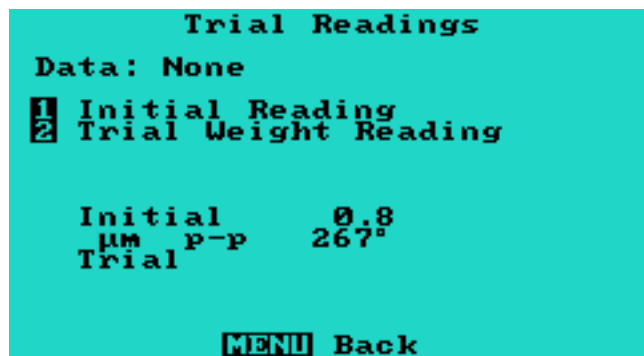 Trial Readings
Data: None
1 Initial Reading
2 Trial Weight Reading
Initial 0.8
µm p-p 267°
Trial
MENU Back